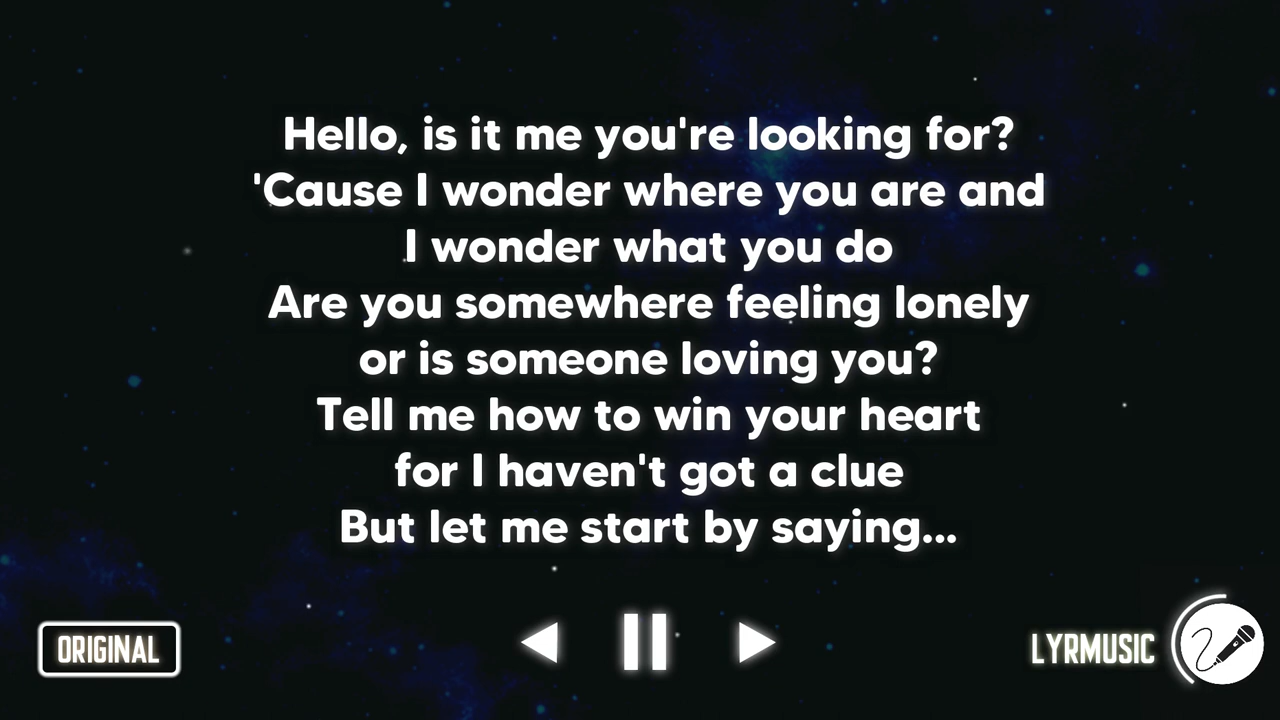 Hello, is it me you're looking for?
'Cause I wonder where you are and
I wonder what you do
Are you somewhere feeling lonely
or is someone loving you?
Tell me how to win your heart
for I haven't got a clue
But let me start by saying...
ORIGINAL
LYRMUSIC